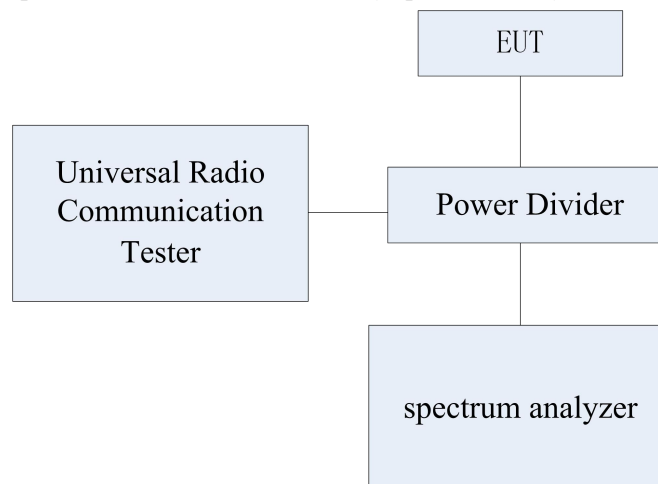 EUT
Universal Radio
Communication
Tester
Power Divider
spectrum analyzer